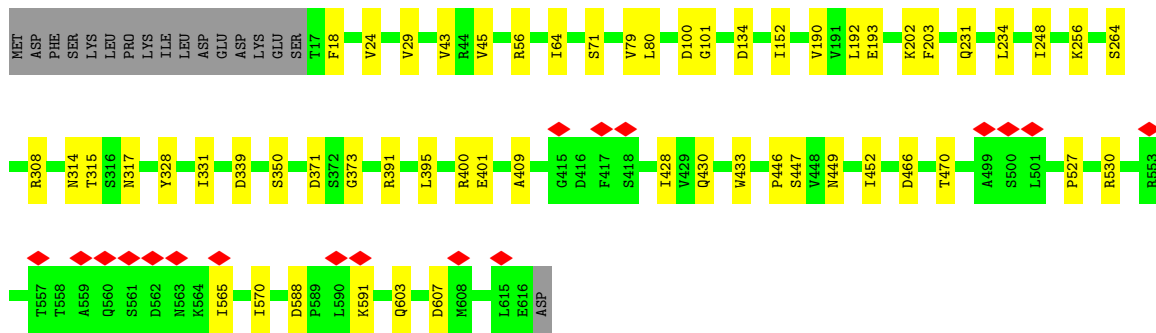 MET ASP PHE SER LYS LEU PRO LYS ILE LEU ASP GLU ASP LYS GLU SER T17 F18 V24 V29 V43 R44 V45 R56 I64 S71 V79 L80 D100 G101 D134 I152 V190 V191 L192 E193 K202 F203 Q231 L234 I248 K256 S264
R308 N314 T315 S316 N317 Y328 I331 D339 S350 D371 S372 G373 R391 L395 R400 E401 A409 G415 D416 F417 S418 I428 V429 Q430 W433 P446 S447 V448 N449 I452 D466 T470 A499 S500 L501 P527 R530 R553
T557 T558 A559 Q560 S561 D562 N563 K564 I565 I570 D588 P589 L590 K591 Q603 D607 M608 L615 E616 ASP